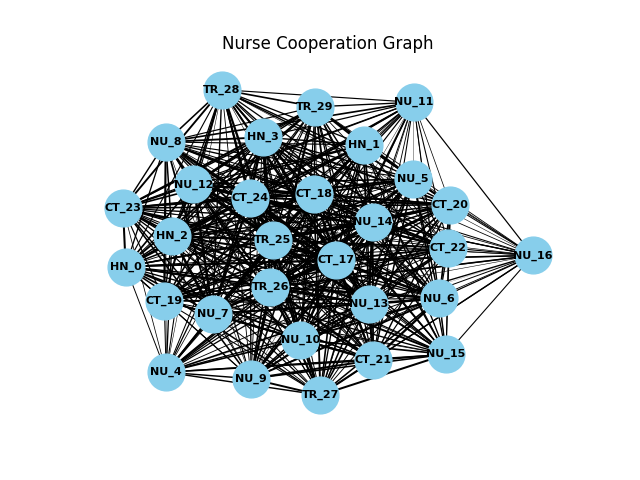 Nurse Cooperation Graph
TR_28
TR_29
NU_11
HN_3
NU_8
HN_1
NU_12
NU_5
CT_24
CT_18
CT_23
CT_20
NU_14
HN_2
TR_25
CT_22
NU_16
CT_17
HN_0
TR_26
CT_19
NU_6
NU_13
NU_7
NU_10
NU_15
CT_21
NU_4
NU_9
TR_27